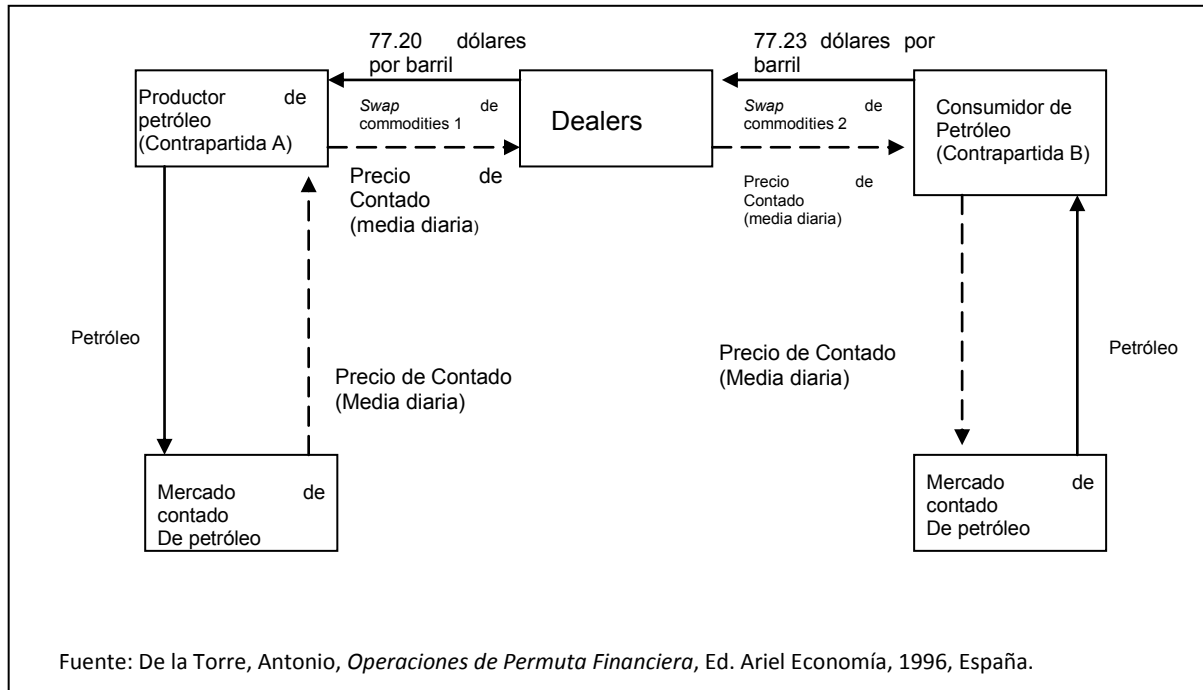 77.20 dólares
por barril
77.23 dólares por
barril
Productor de
petróleo
(Contrapartida A)
Swap de
commodities 1
Dealers
Swap de
commodities 2
Consumidor de
Petróleo
(Contrapartida B)
Precio de
Contado
(media diaria)
Precio de
Contado
(media diaria)
Petróleo
Precio de Contado
(Media diaria)
Precio de Contado
(Media diaria)
Petróleo
Mercado de
contado
De petróleo
Mercado de
contado
De petróleo
Fuente: De la Torre, Antonio, Operaciones de Permuta Financiera, Ed. Ariel Economía, 1996, España.